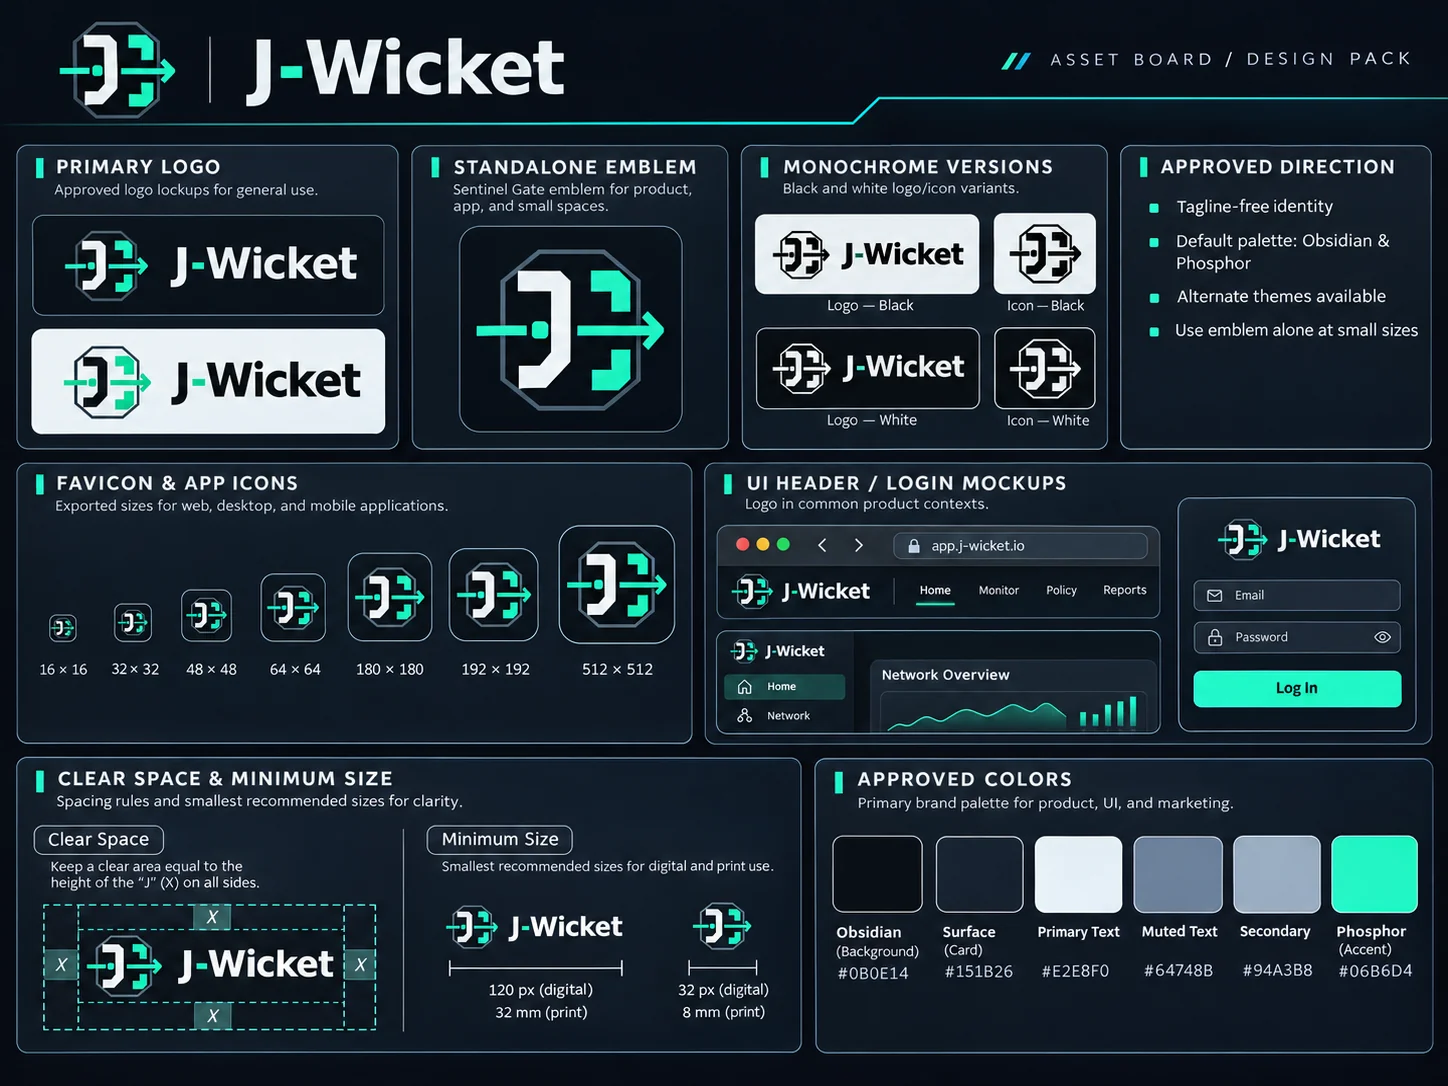 J-Wicket
// ASSET BOARD / DESIGN PACK
PRIMARY LOGO
Approved logo lockups for general use.
J-Wicket
J-Wicket
STANDALONE EMBLEM
Sentinel Gate emblem for product,
app, and small spaces.
MONOCHROME VERSIONS
Black and white logo/icon variants.
J-Wicket
Logo — Black
Icon — Black
J-Wicket
Logo — White
Icon — White
APPROVED DIRECTION
Tagline-free identity
Default palette: Obsidian &
Phosphor
Alternate themes available
Use emblem alone at small sizes
FAVICON & APP ICONS
Exported sizes for web, desktop, and mobile applications.
16 × 16
32 × 32
48 × 48
64 × 64
180 × 180
192 × 192
512 × 512
UI HEADER / LOGIN MOCKUPS
Logo in common product contexts.
app.j-wicket.io
J-Wicket
Home
Monitor
Policy
Reports
J-Wicket
Home
Network
Network Overview
J-Wicket
Email
Password
Log In
CLEAR SPACE & MINIMUM SIZE
Spacing rules and smallest recommended sizes for clarity.
Clear Space
Keep a clear area equal to the
height of the “J” (X) on all sides.
X
X
J-Wicket
X
X
Minimum Size
Smallest recommended sizes for digital and print use.
J-Wicket
120 px (digital)
32 mm (print)
32 px (digital)
8 mm (print)
APPROVED COLORS
Primary brand palette for product, UI, and marketing.
Obsidian
(Background)
#0B0E14
Surface
(Card)
#151B26
Primary Text
#E2E8F0
Muted Text
#64748B
Secondary
#94A3B8
Phosphor
(Accent)
#06B6D4